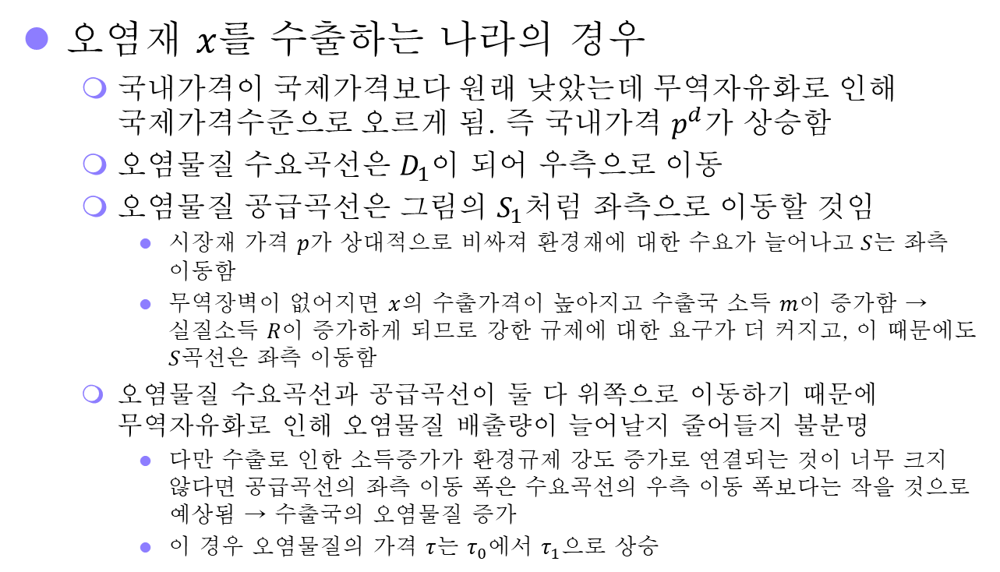 오염재 x를 수출하는 나라의 경우
국내가격이 국제가격보다 원래 낮았는데 무역자유화로 인해
국제가격수준으로 오르게 됨. 즉 국내가격 p^d가 상승함
오염물질 수요곡선은 D₁이 되어 우측으로 이동
오염물질 공급곡선은 그림의 S₁처럼 좌측으로 이동할 것임
시장재 가격 p가 상대적으로 비싸져 환경재에 대한 수요가 늘어나고 S는 좌측
이동함
무역장벽이 없어지면 x의 수출가격이 높아지고 수출국 소득 m이 증가함 →
실질소득 R이 증가하게 되므로 강한 규제에 대한 요구가 더 커지고, 이 때문에도
S곡선은 좌측 이동함
오염물질 수요곡선과 공급곡선이 둘 다 위쪽으로 이동하기 때문에
무역자유화로 인해 오염물질 배출량이 늘어날지 줄어들지 불분명
다만 수출로 인한 소득증가가 환경규제 강도 증가로 연결되는 것이 너무 크지
않다면 공급곡선의 좌측 이동 폭은 수요곡선의 우측 이동 폭보다는 작을 것으로
예상됨 → 수출국의 오염물질 증가
이 경우 오염물질의 가격 τ는 τ₀에서 τ₁으로 상승